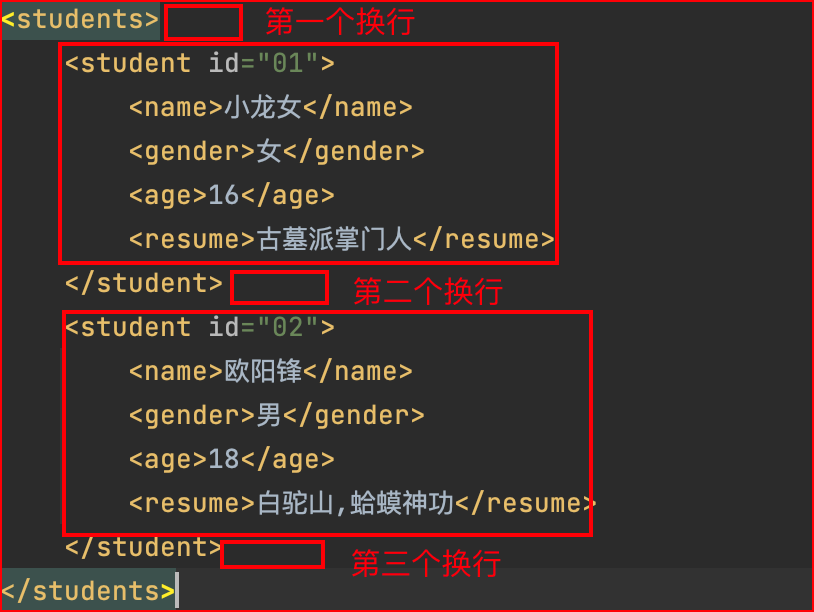 <students> 第一个换行
<student id="01">
<name>小龙女</name>
<gender>女</gender>
<age>16</age>
<resume>古墓派掌门人</resume>
</student> 第二个换行
<student id="02">
<name>欧阳锋</name>
<gender>男</gender>
<age>18</age>
<resume>白驼山,蛤蟆神功</resume>
</student> 第三个换行
</students>